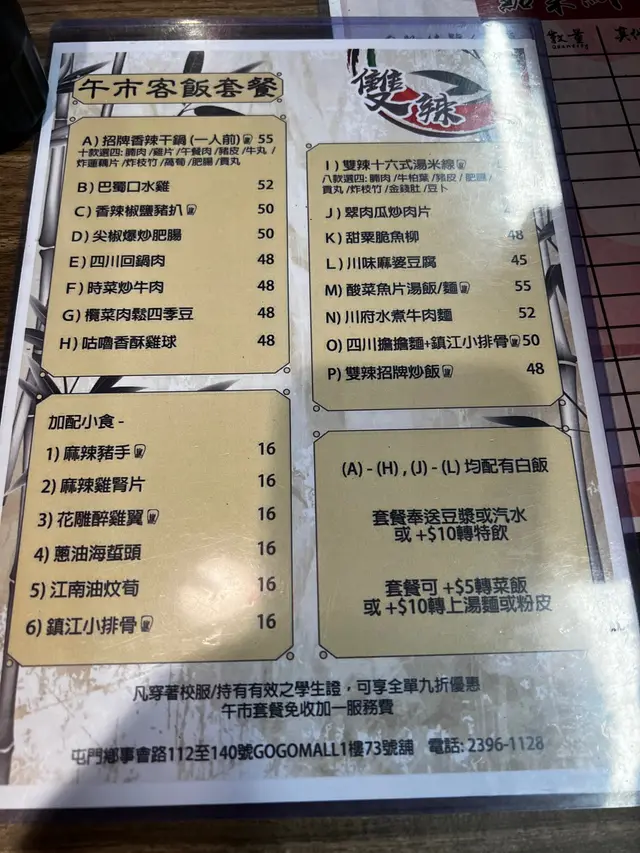 午市客飯套餐
雙辣
A) 招牌香辣干鍋 (一人前) 55
十款選四: 腩肉 /雞片 /午餐肉 /豬皮 /牛丸 /
炸蓮藕片 /炸枝竹 /萵筍 /肥腸 /貢丸
B) 巴蜀口水雞 52
C) 香辣椒鹽豬扒 50
D) 尖椒爆炒肥腸 50
E) 四川回鍋肉 48
F) 時菜炒牛肉 48
G) 欖菜肉鬆四季豆 48
H) 咕嚕香酥雞球 48
I) 雙辣十六式湯米線
八款選四: 腩肉 /牛柏葉 /豬皮 /肥腸 /
貢丸 /炸枝竹 /金錢肚 /豆卜
J) 翠肉瓜炒肉片
K) 甜粟脆魚柳 48
L) 川味麻婆豆腐 45
M) 酸菜魚片湯飯/麵 55
N) 川府水煮牛肉麵 52
O) 四川擔擔麵+鎮江小排骨 50
P) 雙辣招牌炒飯 48
加配小食 -
1) 麻辣豬手 16
2) 麻辣雞腎片 16
3) 花雕醉雞翼 16
4) 蔥油海蜇頭 16
5) 江南油炆荀 16
6) 鎮江小排骨 16
(A) - (H) , (J) - (L) 均配有白飯
套餐奉送豆漿或汽水
或 +$10轉特飲
套餐可 +$5轉菜飯
或 +$10轉上湯麵或粉皮
凡穿著校服/持有有效之學生證，可享全單九折優惠
午市套餐免收加一服務費
屯門鄉事會路112至140號GOGOMALL1樓73號舖 電話: 2396-1128
數量
Quantity